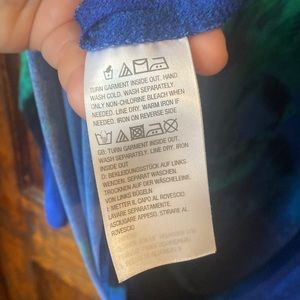 TURN GARMENT INSIDE OUT. HAND
WASH COLD. WASH SEPARATELY
ONLY NON-CHLORINE BLEACH WHEN
NEEDED. LINE DRY. WARM IRON IF
NEEDED. IRON ON REVERSE SIDE
GB: TURN GARMENT INSIDE OUT.
WASH SEPARATELY. LINE DRY. IRON
INSIDE OUT
D: BEKLEIDUNGSSTÜCK AUF LINKS
WENDEN. SEPARAT WASCHEN.
TROCKNEN AUF DER WÄSCHELEINE.
VON LINKS BÜGELN
I: METTER IL CAPO AL ROVESCIO.
LAVARE SEPARATAMENTE.
ASCIUGARE APPESO. STIRARE AL
ROVESCIO